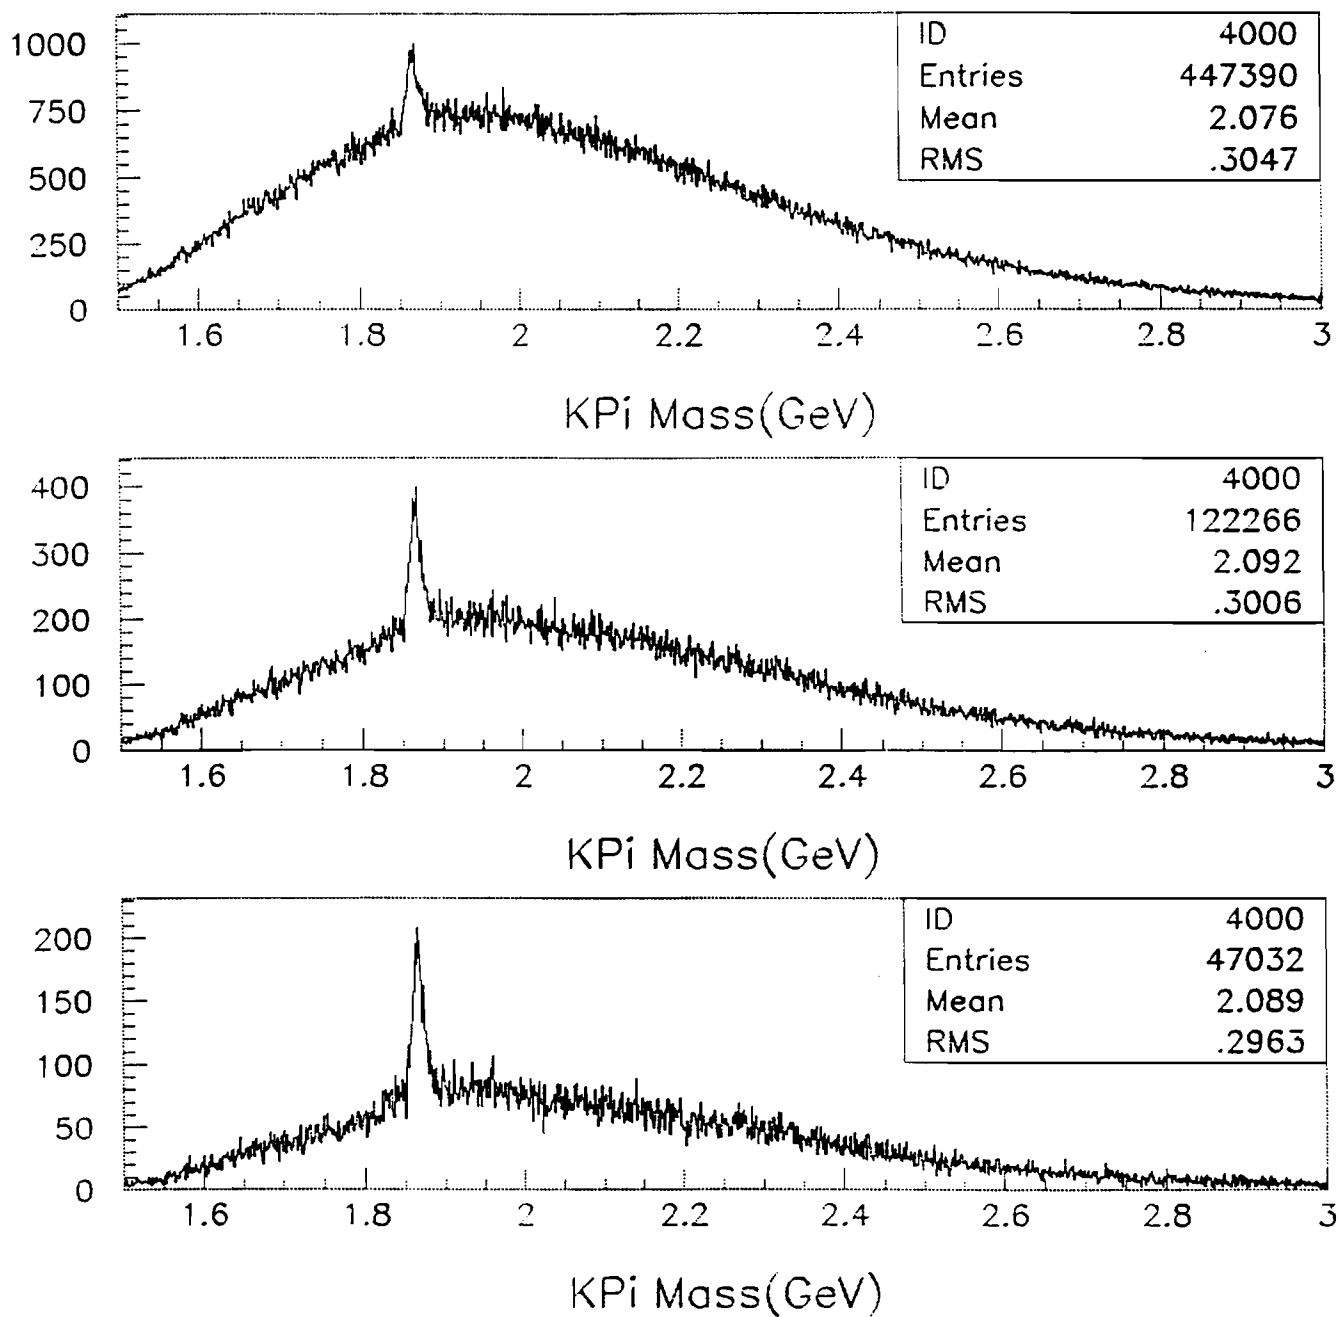 1000
750
500
250
0
ID 4000
Entries 447390
Mean 2.076
RMS .3047
1.6 1.8 2 2.2 2.4 2.6 2.8 3
KPi Mass(GeV)
400
300
200
100
0
ID 4000
Entries 122266
Mean 2.092
RMS .3006
1.6 1.8 2 2.2 2.4 2.6 2.8 3
KPi Mass(GeV)
200
150
100
50
0
ID 4000
Entries 47032
Mean 2.089
RMS .2963
1.6 1.8 2 2.2 2.4 2.6 2.8 3
KPi Mass(GeV)